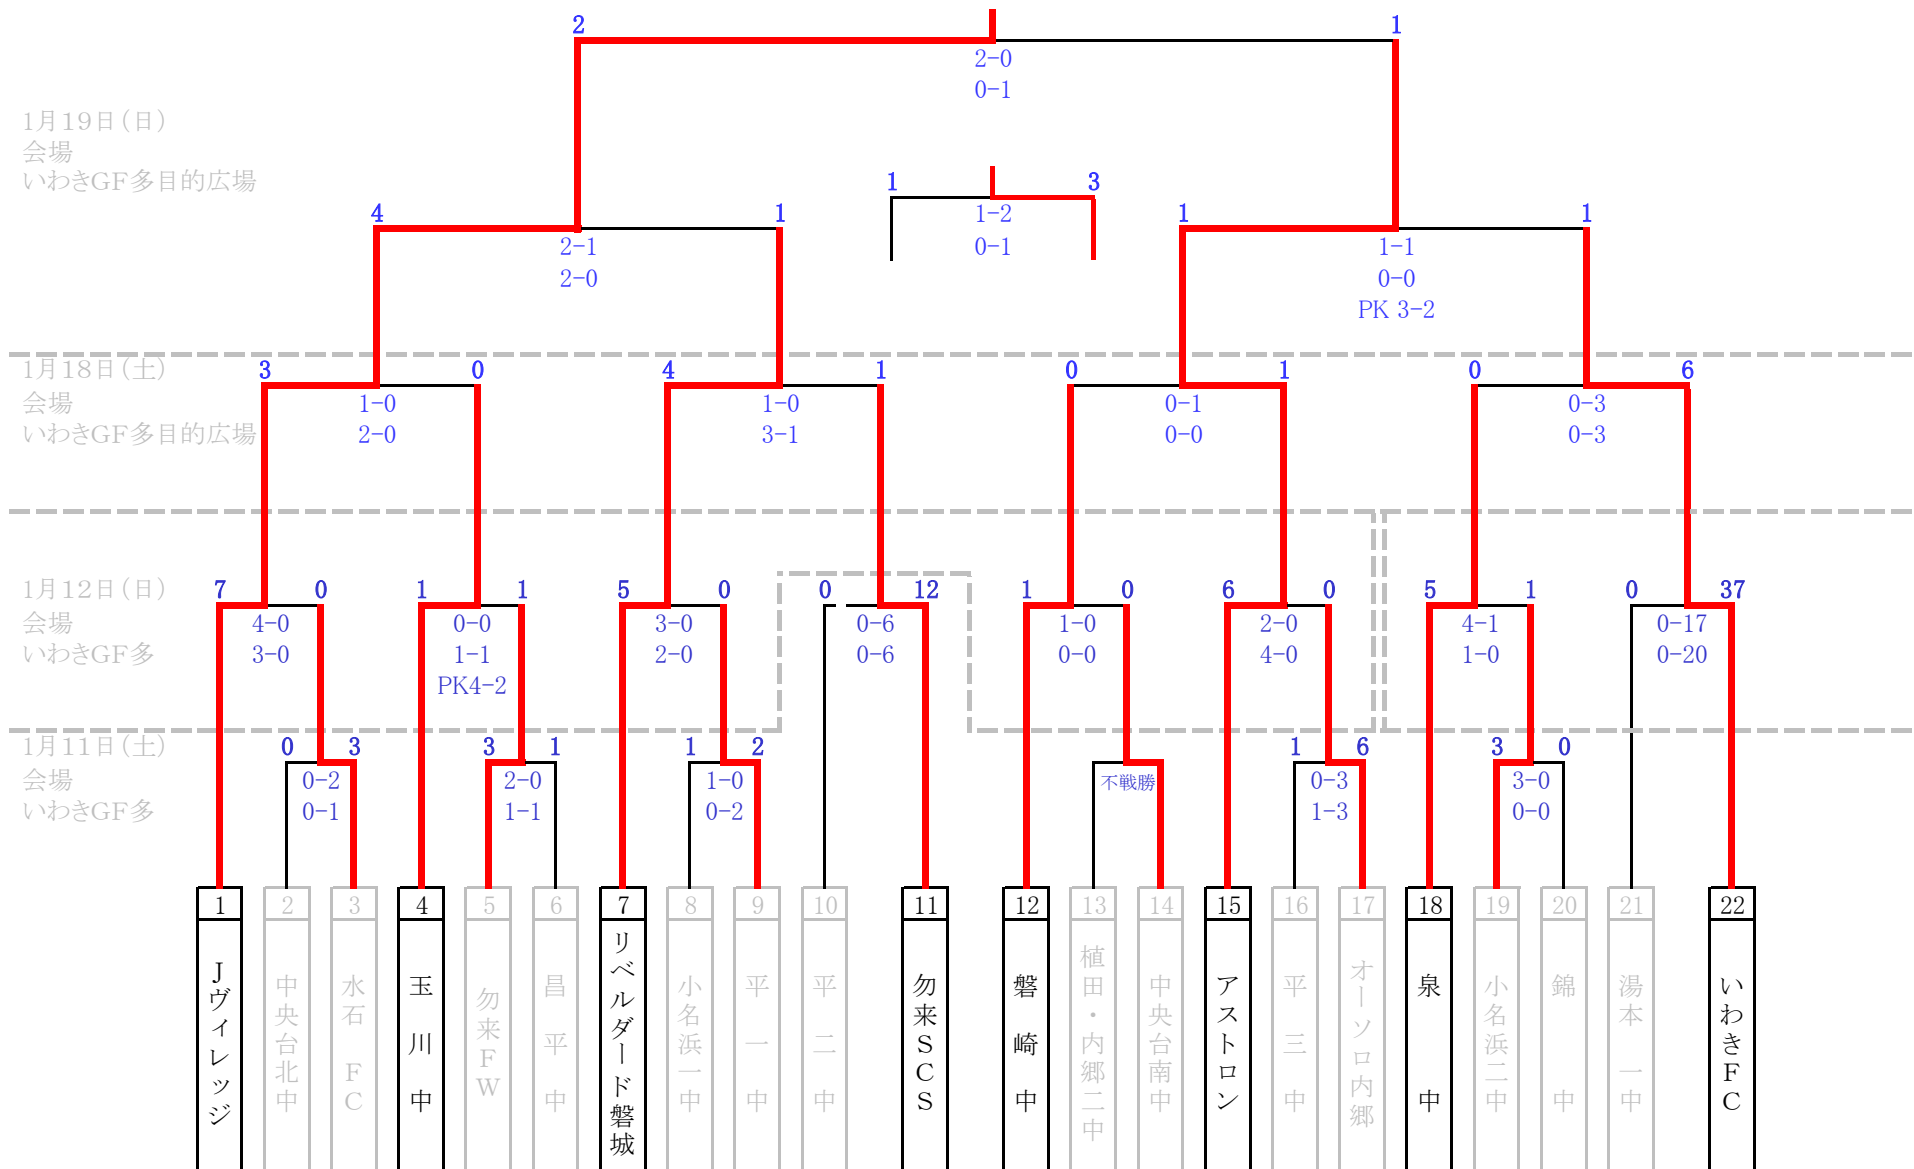 2 1
2-0
0-1
1月19日(日)
会場
いわきGF多目的広場
1 3
1-2
0-1
4 1 1 1
2-1 1-1
2-0 0-0
PK 3-2
1月18日(土)
会場
いわきGF多目的広場
3 0 4 1 0 1 0 6
1-0 1-0 0-1 0-3
2-0 3-1 0-0 0-3
1月12日(日)
会場
いわきGF多
7 0 1 1 5 0 0 12 1 0 6 0 5 1 0 37
4-0 0-0 3-0 0-6 1-0 2-0 4-1 0-17
3-0 1-1 2-0 0-6 0-0 4-0 1-0 0-20
PK4-2
1月11日(土)
会場
いわきGF多
0 3 3 1 1 2 1 6 3 0
0-2 2-0 1-0 不戦勝 0-3 3-0
0-1 1-1 0-2 1-3 0-0
1 2 3 4 5 6 7 8 9 10 11 12 13 14 15 16 17 18 19 20 21 22
Jヴィレッジ
中央台北中
水石 FC
玉川中
勿来FW
昌平中
リベルダード磐城
小名浜一中
平一中
平二中
勿来SCS
磐崎中
植田・内郷二中
中央台南中
アストロン
平三中
オーソロ内郷
泉中
小名浜二中
錦中
湯本一中
いわきFC